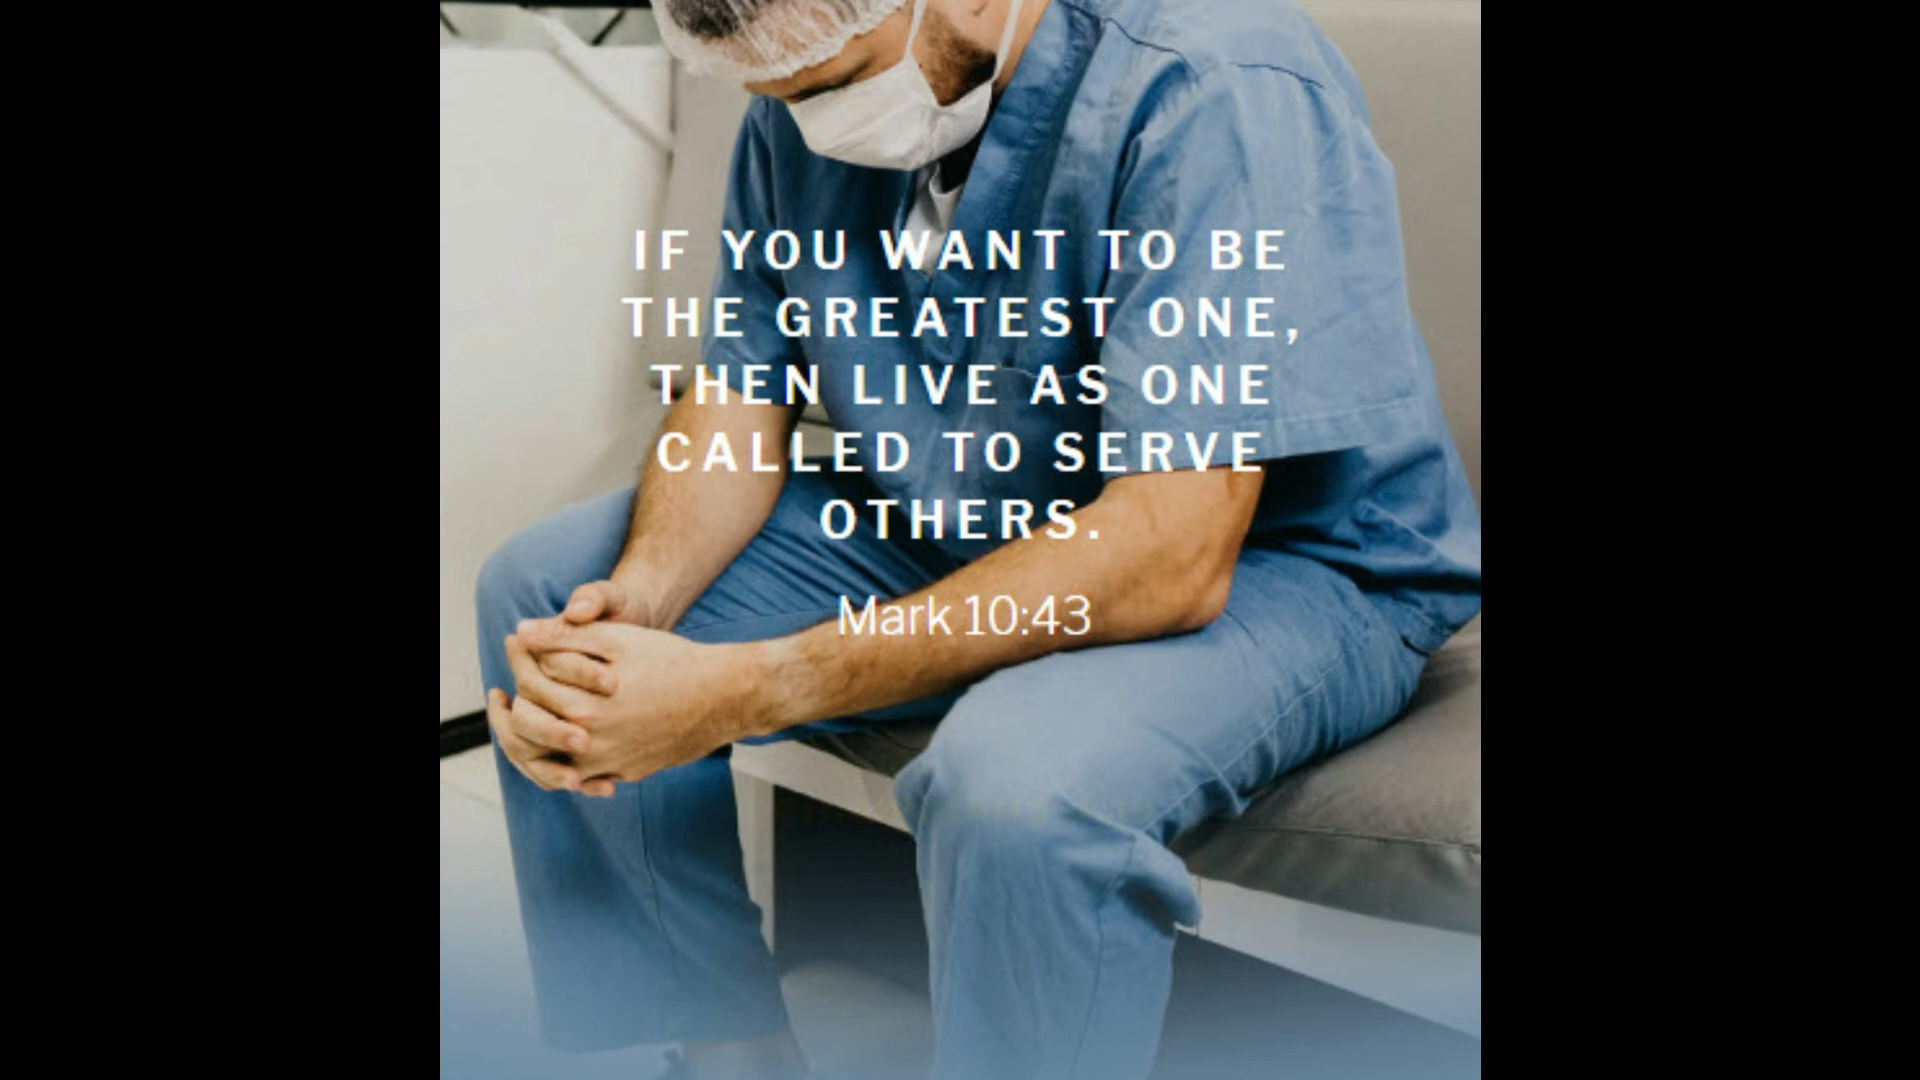 IF YOU WANT TO BE
THE GREATEST ONE,
THEN LIVE AS ONE
CALLED TO SERVE
OTHERS.
Mark 10:43